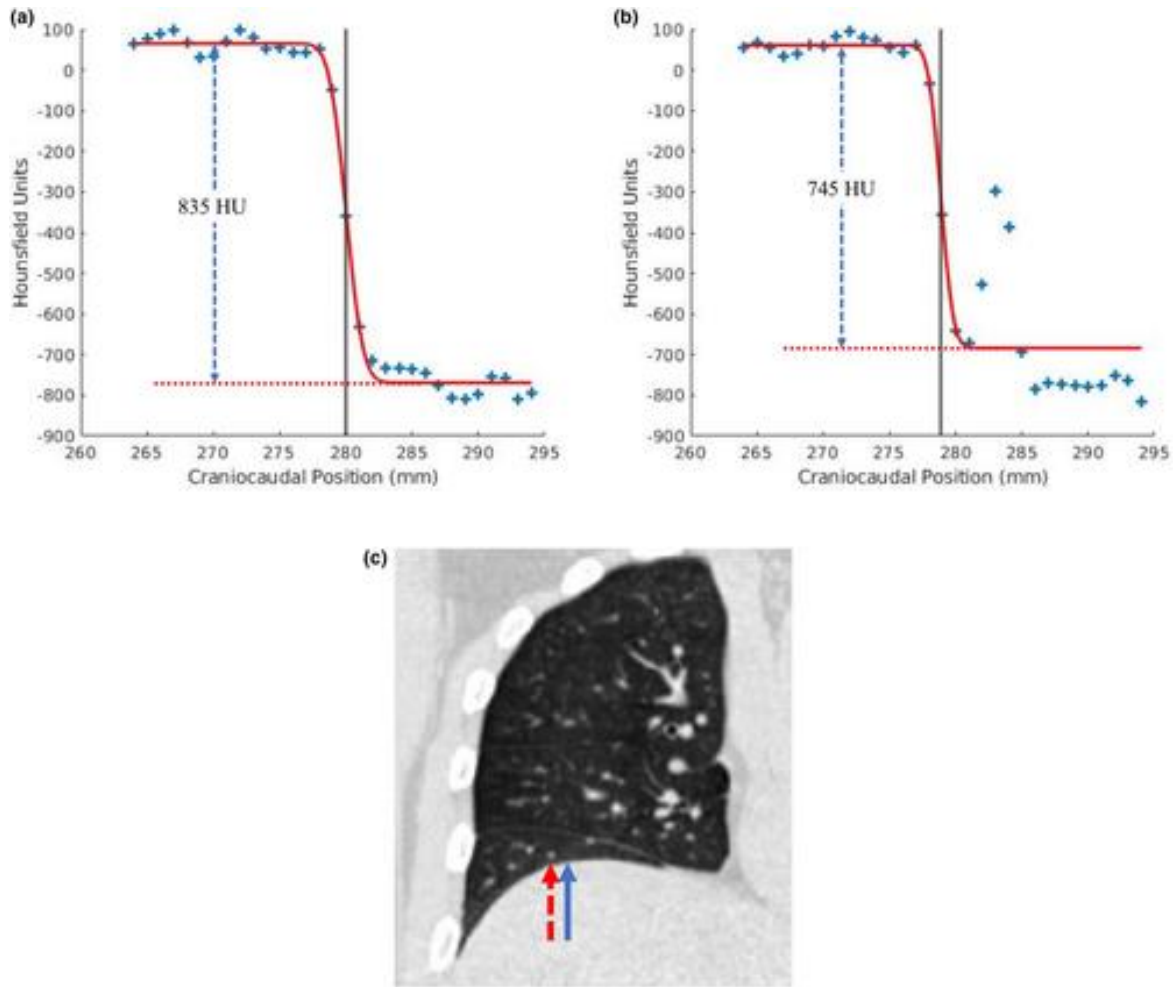 (a)
100
0
-100
-200
-300
-400
-500
-600
-700
-800
-900
Hounsfield Units
835 HU
260 265 270 275 280 285 290 295
Craniocaudal Position (mm)
(b)
100
0
-100
-200
-300
-400
-500
-600
-700
-800
-900
Hounsfield Units
745 HU
260 265 270 275 280 285 290 295
Craniocaudal Position (mm)
(c)